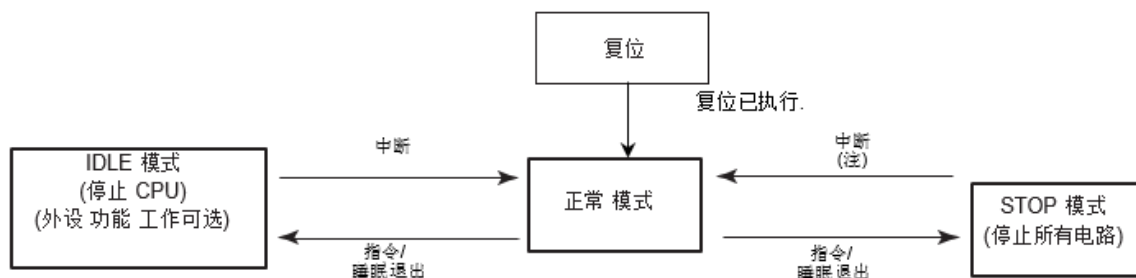 复位
复位已执行.
中断
中断
(注)
IDLE 模式
(停止 CPU)
(外设 功能 工作可选)
正常 模式
STOP 模式
(停止所有电路)
指令/
睡眠退出
指令/
睡眠退出